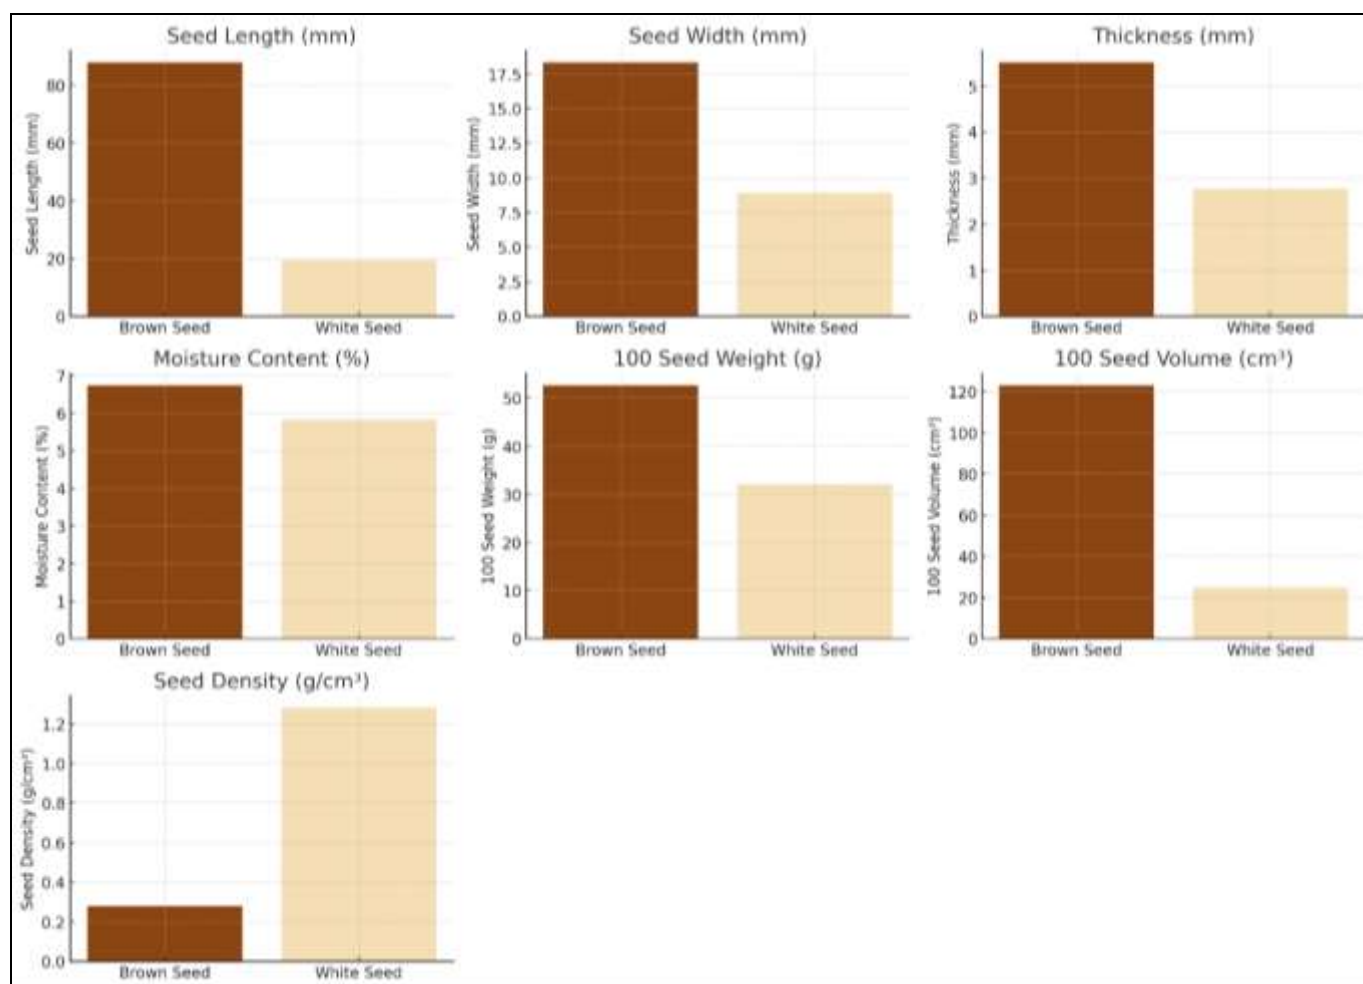 Seed Length (mm)
Seed Length (mm)
80
60
40
20
0
Brown Seed White Seed
Seed Width (mm)
Seed Width (mm)
17.5
15.0
12.5
10.0
7.5
5.0
2.5
0.0
Brown Seed White Seed
Thickness (mm)
Thickness (mm)
5
4
3
2
1
0
Brown Seed White Seed
Moisture Content (%)
Moisture Content (%)
7
6
5
4
3
2
1
0
Brown Seed White Seed
100 Seed Weight (g)
100 Seed Weight (g)
50
40
30
20
10
0
Brown Seed White Seed
100 Seed Volume (cm³)
100 Seed Volume (cm³)
120
100
80
60
40
20
0
Brown Seed White Seed
Seed Density (g/cm³)
Seed Density (g/cm³)
1.2
1.0
0.8
0.6
0.4
0.2
0.0
Brown Seed White Seed